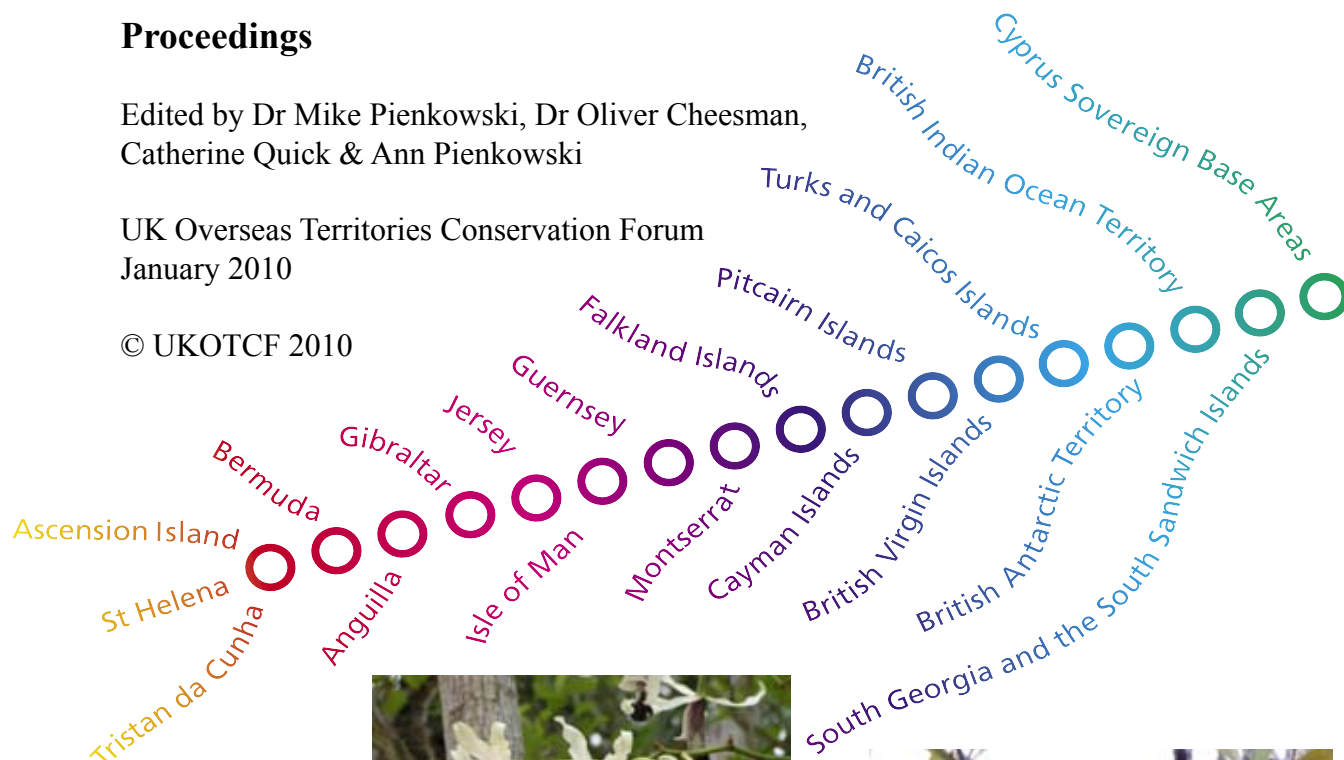 Proceedings
Edited by Dr Mike Pienkowski, Dr Oliver Cheesman,
Catherine Quick & Ann Pienkowski
UK Overseas Territories Conservation Forum
January 2010
© UKOTCF 2010
Ascension Island
St Helena
Tristan da Cunha
Bermuda
Anguilla
Gibraltar
Jersey
Isle of Man
Guernsey
Montserrat
Falkland Islands
Cayman Islands
Pitcairn Islands
British Virgin Islands
Turks and Caicos Islands
British Antarctic Territory
British Indian Ocean Territory
South Georgia and the South Sandwich Islands
Cyprus Sovereign Base Areas